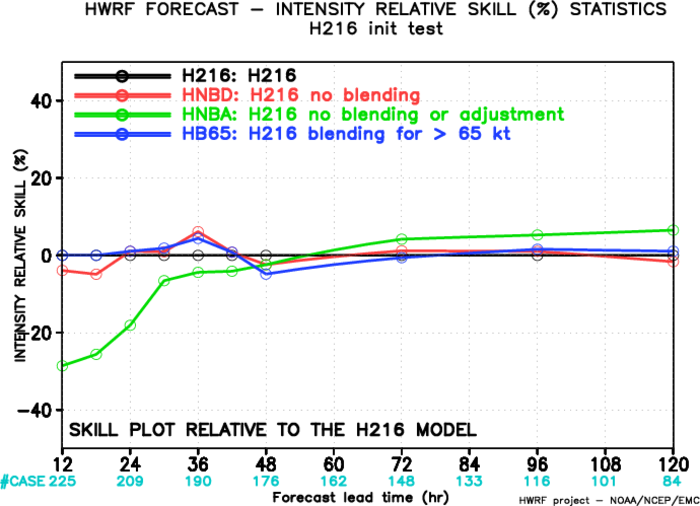 HWRF FORECAST – INTENSITY RELATIVE SKILL (%) STATISTICS
H216 init test
H216: H216
HNBD: H216 no blending
HNBA: H216 no blending or adjustment
HB65: H216 blending for > 65 kt
INTENSITY RELATIVE SKILL (%)
40
20
0
−20
−40
SKILL PLOT RELATIVE TO THE H216 MODEL
12 24 36 48 60 72 84 96 108 120
#CASE 225 209 190 176 162 148 133 116 101 84
Forecast lead time (hr)
HWRF project – NOAA/NCEP/EMC